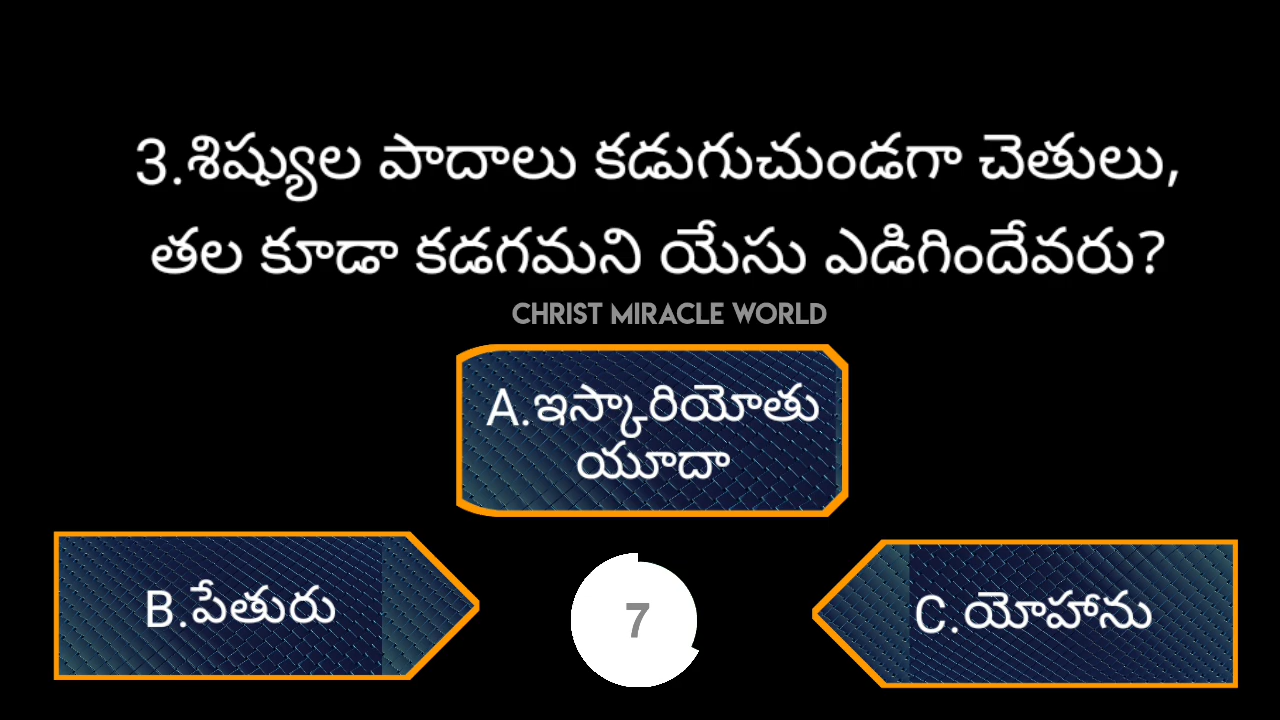 3.శిష్యుల పాదాలు కడుగుచుండగా చెతులు,
తల కూడా కడగమని యేసు ఎడిగిందేవరు?
CHRIST MIRACLE WORLD
A.ఇస్కారియోతు
యూదా
B.పేతురు
7
C.యోహాను